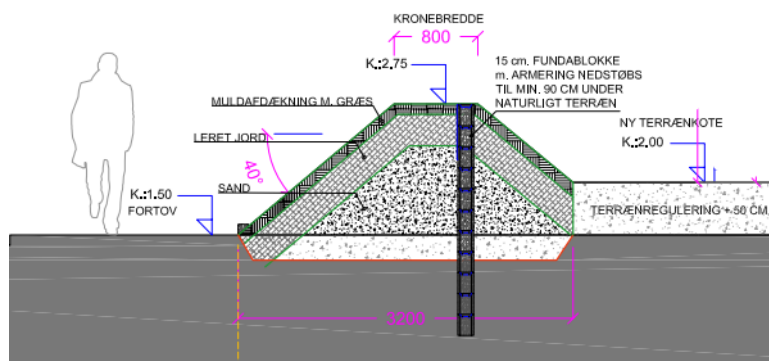 KRONEBREDDE
800
K.:2.75
15 cm. FUNDABLOKKE
m. ARMERING NEDSTØBS
TIL MIN. 90 CM UNDER
NATURLIGT TERRÆN
MULDAFDÆKNING M. GRÆS
NY TERRÆNKOTE
K.:2.00
LERET JORD
40°
SAND
K.:1.50
FORTOV
TERRÆNREGULERING + 50 CM
3200